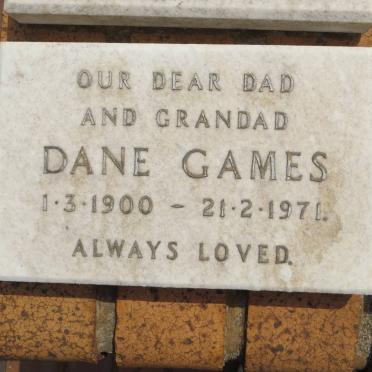 OUR DEAR DAD
AND GRANDAD
DANE GAMES
1·3·1900 – 21·2·1971.
ALWAYS LOVED.